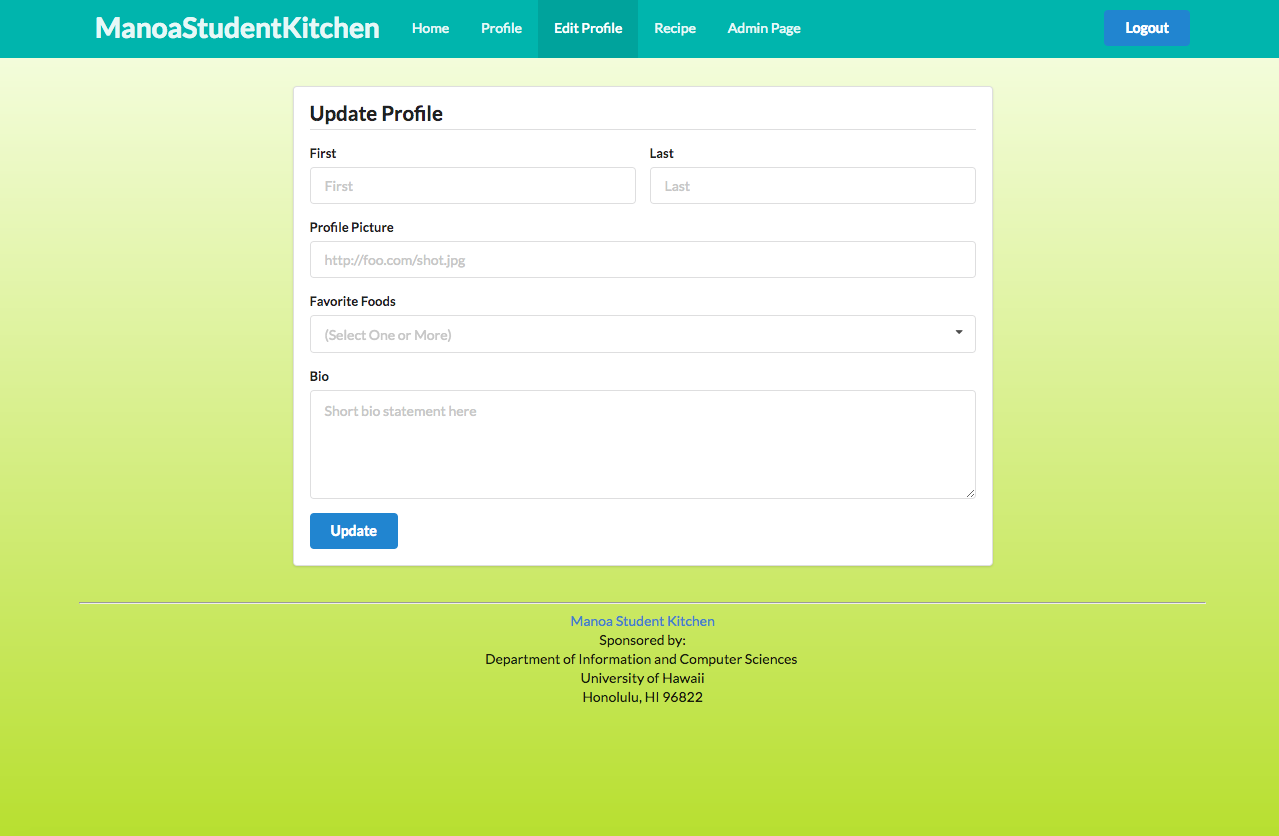 ManoaStudentKitchen Home Profile Edit Profile Recipe Admin Page Logout
Update Profile
First Last
First Last
Profile Picture
http://foo.com/shot.jpg
Favorite Foods
(Select One or More)
Bio
Short bio statement here
Update
Manoa Student Kitchen
Sponsored by:
Department of Information and Computer Sciences
University of Hawaii
Honolulu, HI 96822